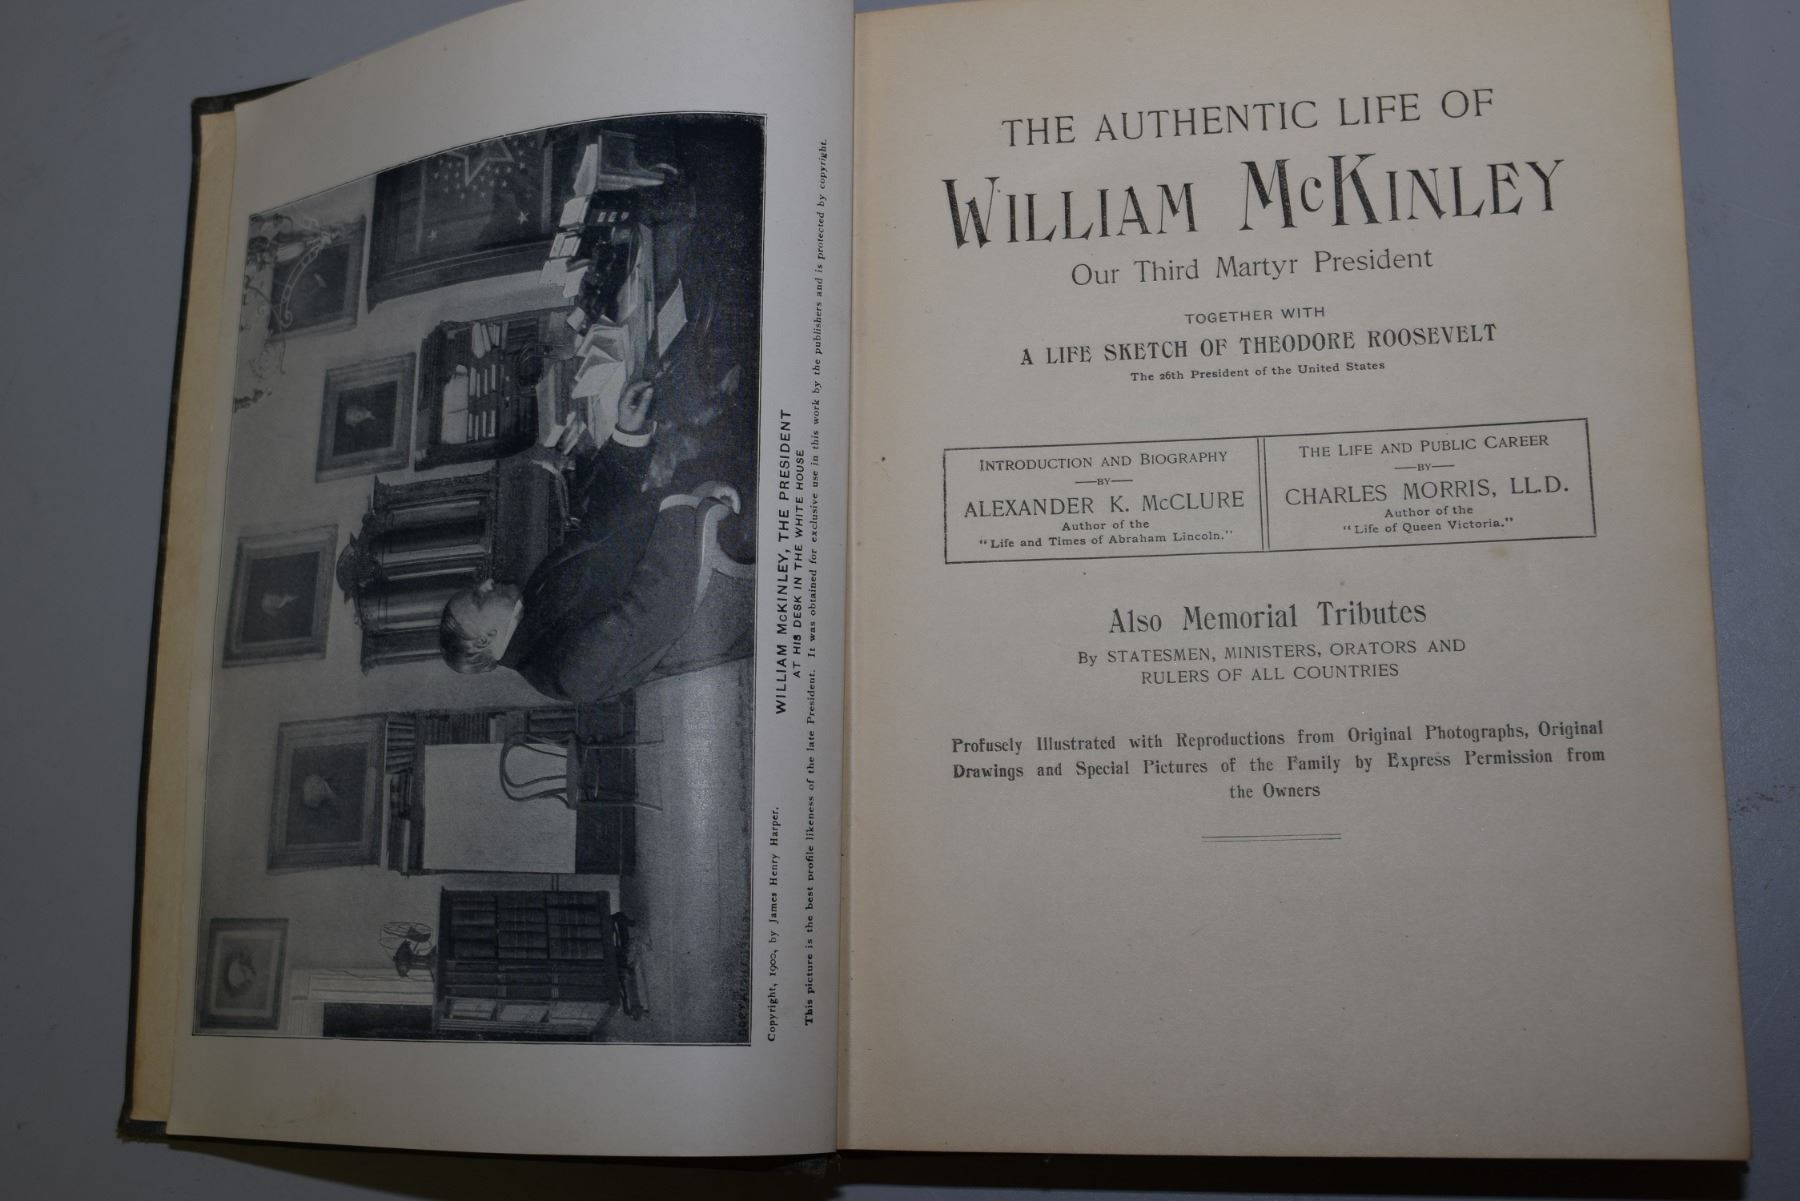 WILLIAM McKINLEY, THE PRESIDENT
AT HIS DESK IN THE WHITE HOUSE
Copyright, 1900, by James Henry Harper.
This picture is the best profile likeness of the late President. It was obtained for exclusive use in this work by the publishers and is protected by copyright.
THE AUTHENTIC LIFE OF
WILLIAM McKINLEY
Our Third Martyr President
TOGETHER WITH
A LIFE SKETCH OF THEODORE ROOSEVELT
The 26th President of the United States
INTRODUCTION AND BIOGRAPHY
—BY—
ALEXANDER K. McCLURE
Author of the
"Life and Times of Abraham Lincoln."
THE LIFE AND PUBLIC CAREER
—BY—
CHARLES MORRIS, LL.D.
Author of the
"Life of Queen Victoria."
Also Memorial Tributes
By STATESMEN, MINISTERS, ORATORS AND
RULERS OF ALL COUNTRIES
Profusely Illustrated with Reproductions from Original Photographs, Original
Drawings and Special Pictures of the Family by Express Permission from
the Owners